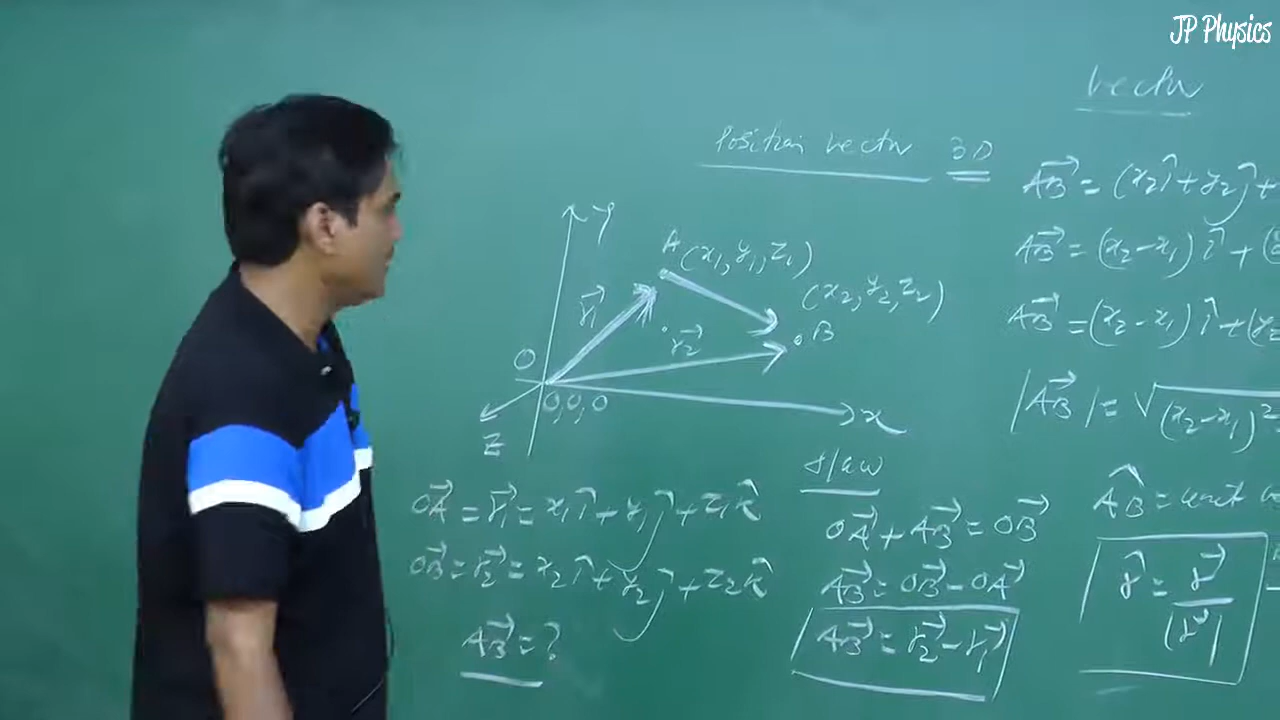 JP Physics
Vector
Position vector 3D
Y
A (x₁, y₁, z₁)
(x₂, y₂, z₂)
B
r₁⃗
r₂⃗
O
0,0,0
X
Z
OA⃗ = r₁⃗ = x₁î + y₁ĵ + z₁k̂
OB⃗ = r₂⃗ = x₂î + y₂ĵ + z₂k̂
AB⃗ = ?
Δ law
OA⃗ + AB⃗ = OB⃗
AB⃗ = OB⃗ - OA⃗
AB⃗ = r₂⃗ - r₁⃗
AB⃗ = (x₂î + y₂ĵ +
AB⃗ = (x₂ - x₁)î + (
AB⃗ = (x₂ - x₁)î + (y₂
|AB⃗| = √(x₂ - x₁)²
AB̂ = unit
r̂ = r⃗ / |r⃗|